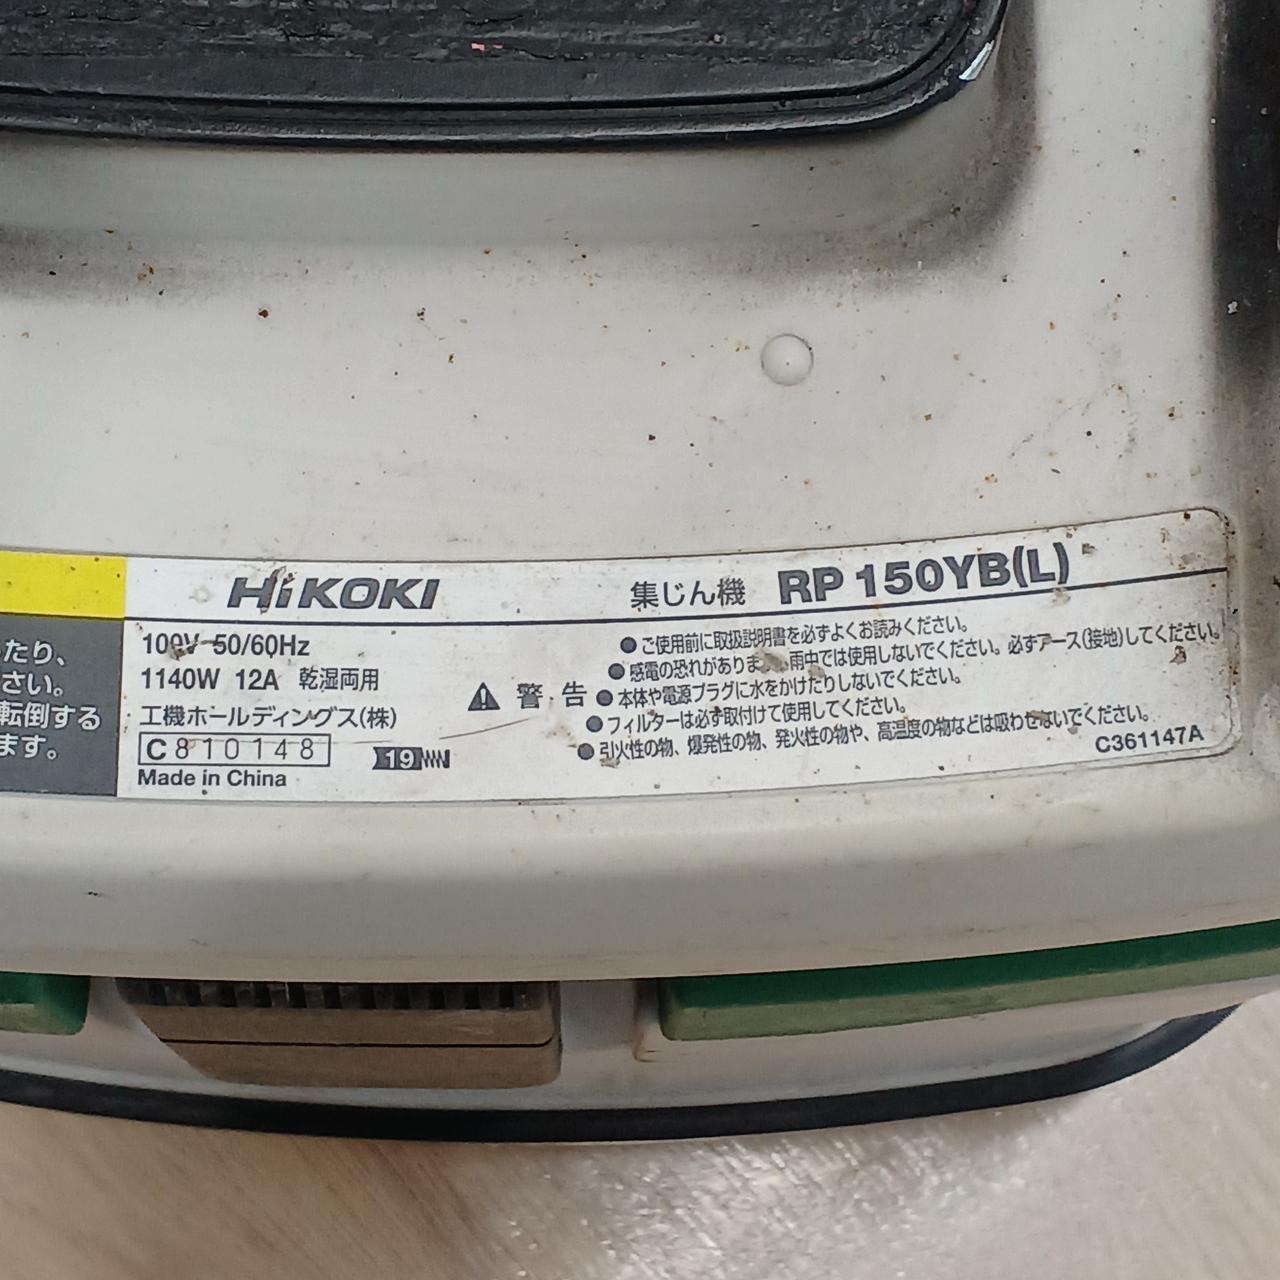 HiKOKI
集じん機 RP 150YB(L)
100V 50/60Hz
1140W 12A 乾湿両用
工機ホールディングス(株)
C810148
19
Made in China
警告
●ご使用前に取扱説明書を必ずよくお読みください。
●感電の恐れがあります。雨中では使用しないでください。必ずアース(接地)してください。
●本体や電源プラグに水をかけたりしないでください。
●フィルターは必ず取付けて使用してください。
●引火性の物、爆発性の物、発火性の物や、高温度の物などは吸わせないでください。
C361147A
たり、
さい。
転倒する
ます。